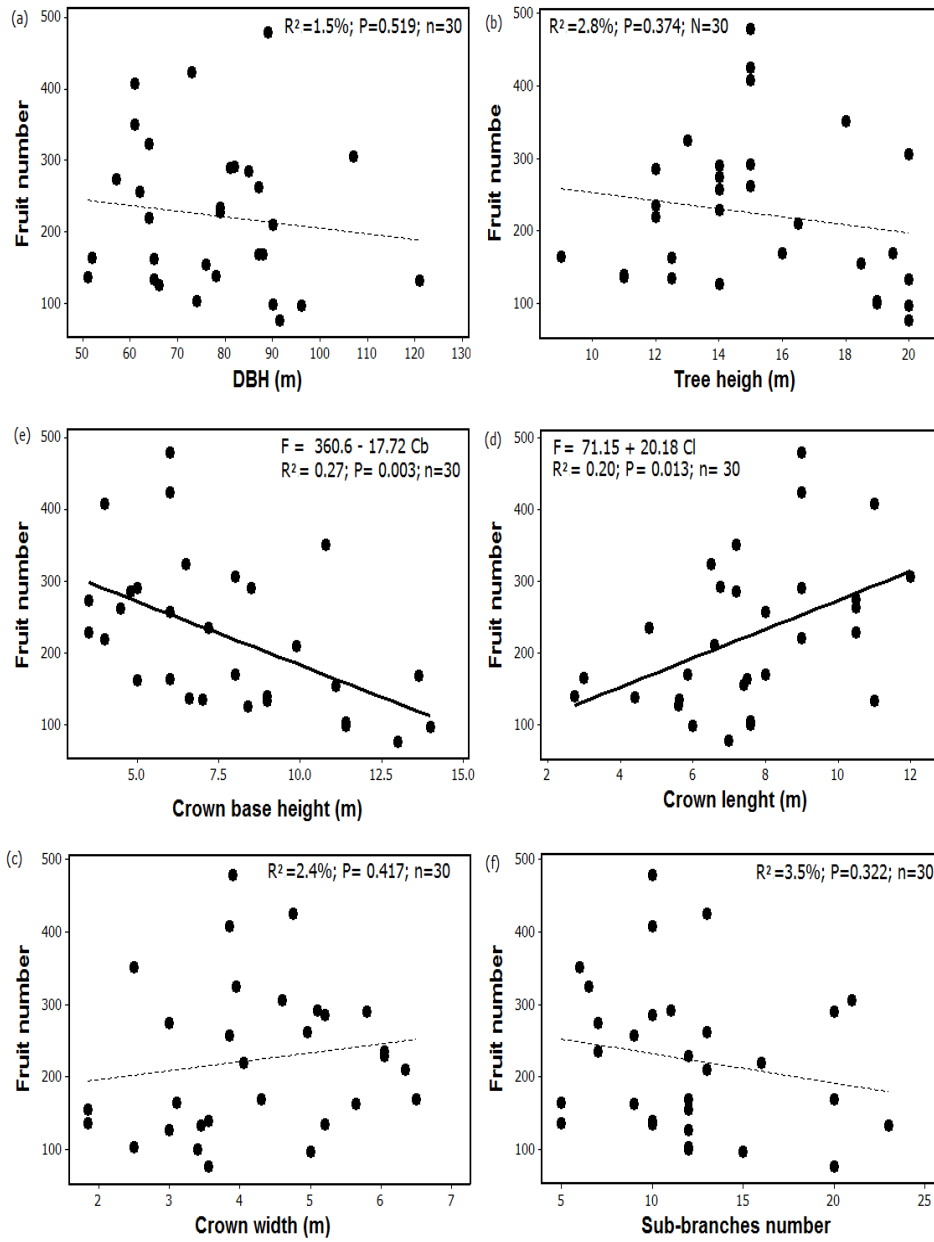 (a)
R² =1.5%; P=0.519; n=30
500
400
300
200
100
Fruit number
50 60 70 80 90 100 110 120 130
DBH (m)
(b)
R² =2.8%; P=0.374; N=30
500
400
300
200
100
Fruit numbe
10 12 14 16 18 20
Tree heigh (m)
(e)
F = 360.6 - 17.72 Cb
R² = 0.27; P= 0.003; n=30
500
400
300
200
100
Fruit number
5.0 7.5 10.0 12.5 15.0
Crown base height (m)
(d)
F = 71.15 + 20.18 Cl
R² = 0.20; P= 0.013; n= 30
500
400
300
200
100
Fruit number
2 4 6 8 10 12
Crown lenght (m)
(c)
R² =2.4%; P= 0.417; n=30
500
400
300
200
100
Fruit number
2 3 4 5 6 7
Crown width (m)
(f)
R² =3.5%; P=0.322; n=30
500
400
300
200
100
Fruit number
5 10 15 20 25
Sub-branches number